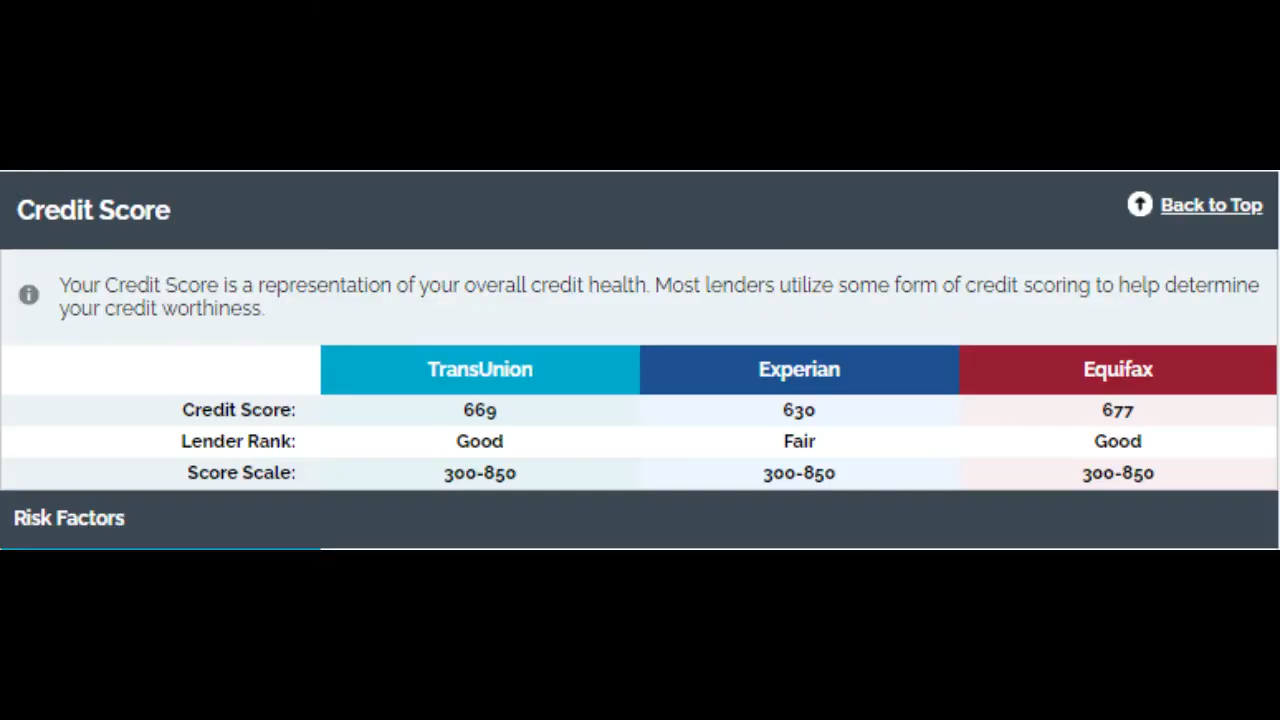 Credit Score
Back to Top
Your Credit Score is a representation of your overall credit health. Most lenders utilize some form of credit scoring to help determine
your credit worthiness.
TransUnion Experian Equifax
Credit Score: 669 630 677
Lender Rank: Good Fair Good
Score Scale: 300-850 300-850 300-850
Risk Factors